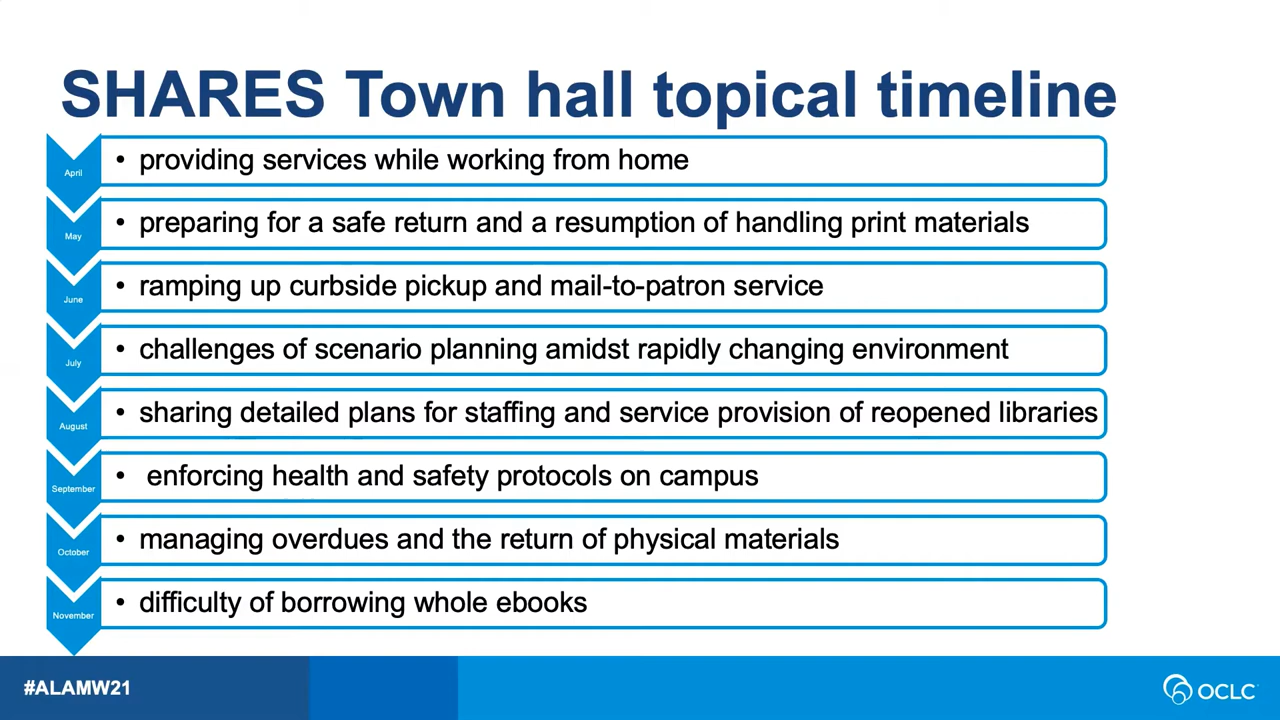 SHARES Town hall topical timeline
April
• providing services while working from home
May
• preparing for a safe return and a resumption of handling print materials
June
• ramping up curbside pickup and mail-to-patron service
July
• challenges of scenario planning amidst rapidly changing environment
August
• sharing detailed plans for staffing and service provision of reopened libraries
September
• enforcing health and safety protocols on campus
October
• managing overdues and the return of physical materials
November
• difficulty of borrowing whole ebooks
#ALAMW21
OCLC